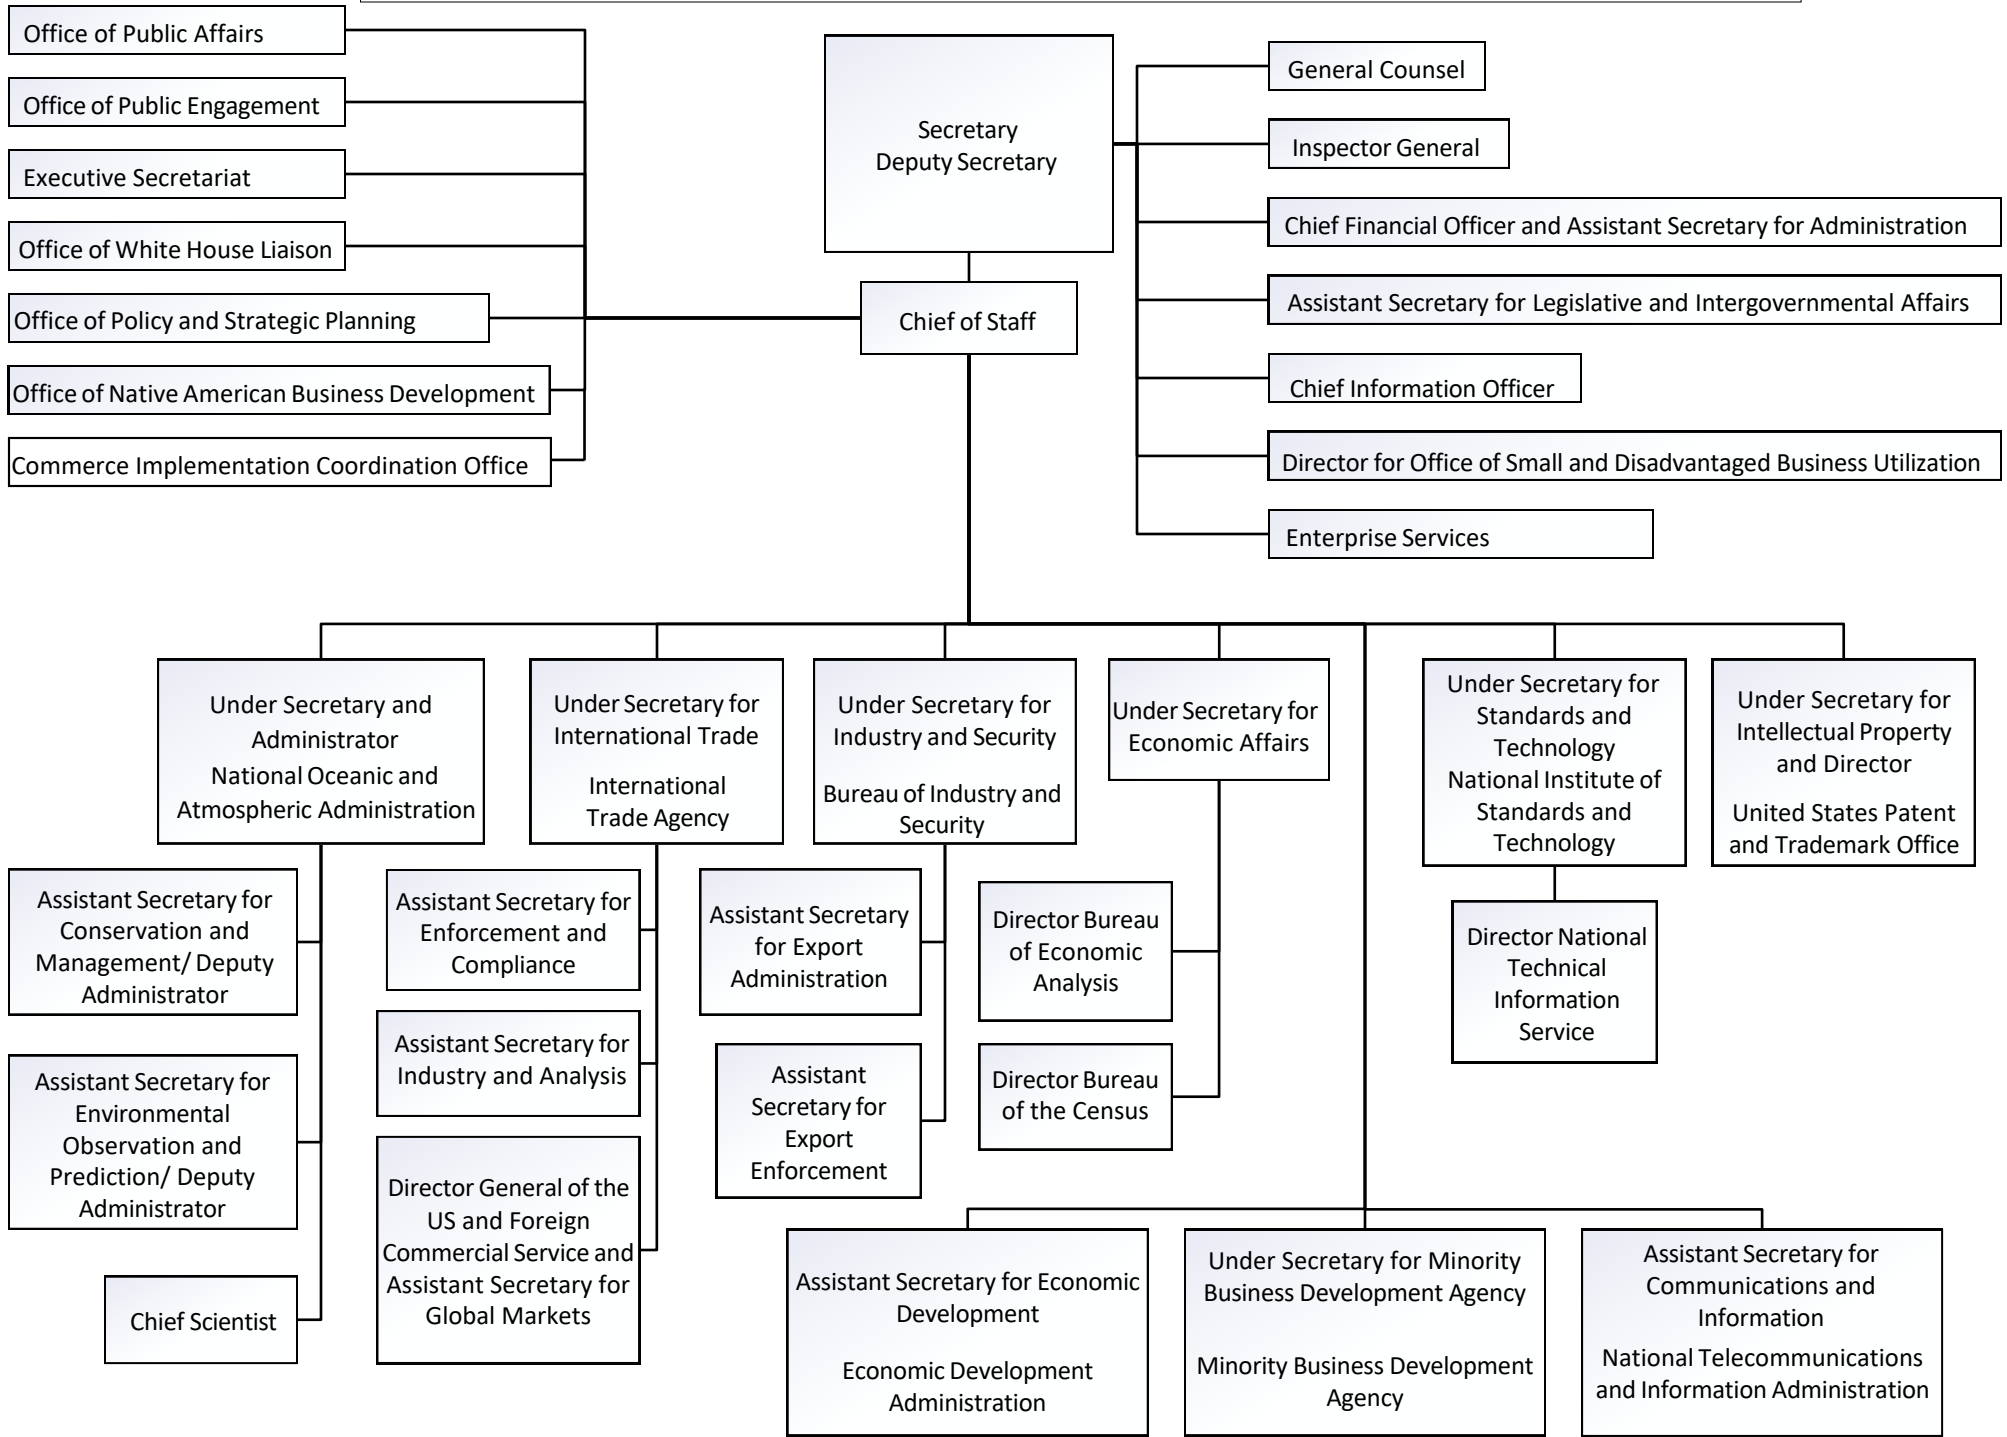 Office of Public Affairs
Office of Public Engagement
Executive Secretariat
Office of White House Liaison
Office of Policy and Strategic Planning
Office of Native American Business Development
Commerce Implementation Coordination Office
Secretary
Deputy Secretary
Chief of Staff
General Counsel
Inspector General
Chief Financial Officer and Assistant Secretary for Administration
Assistant Secretary for Legislative and Intergovernmental Affairs
Chief Information Officer
Director for Office of Small and Disadvantaged Business Utilization
Enterprise Services
Under Secretary and
Administrator
National Oceanic and
Atmospheric Administration
Under Secretary for
International Trade
International
Trade Agency
Under Secretary for
Industry and Security
Bureau of Industry and
Security
Under Secretary for
Economic Affairs
Under Secretary for
Standards and
Technology
National Institute of
Standards and
Technology
Under Secretary for
Intellectual Property
and Director
United States Patent
and Trademark Office
Assistant Secretary for
Conservation and
Management/ Deputy
Administrator
Assistant Secretary for
Environmental
Observation and
Prediction/ Deputy
Administrator
Chief Scientist
Assistant Secretary for
Enforcement and
Compliance
Assistant Secretary for
Industry and Analysis
Director General of the
US and Foreign
Commercial Service and
Assistant Secretary for
Global Markets
Assistant Secretary
for Export
Administration
Assistant
Secretary for
Export
Enforcement
Director Bureau
of Economic
Analysis
Director Bureau
of the Census
Director National
Technical
Information
Service
Assistant Secretary for Economic
Development
Economic Development
Administration
Under Secretary for Minority
Business Development Agency
Minority Business Development
Agency
Assistant Secretary for
Communications and
Information
National Telecommunications
and Information Administration